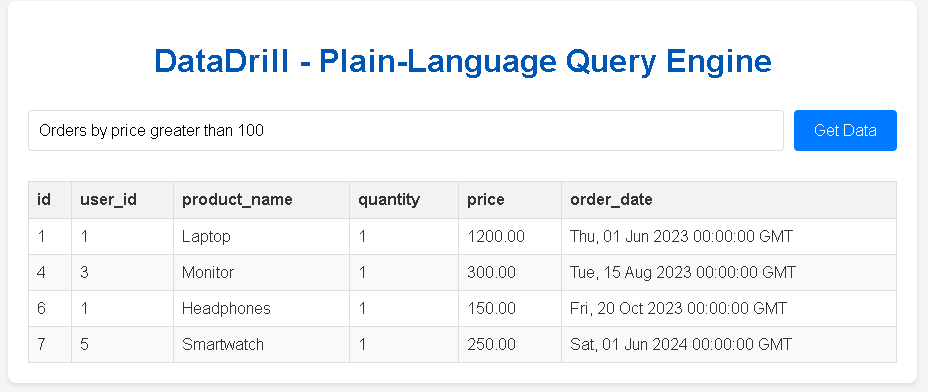 DataDrill - Plain-Language Query Engine
Orders by price greater than 100 Get Data
id user_id product_name quantity price order_date
1 1 Laptop 1 1200.00 Thu, 01 Jun 2023 00:00:00 GMT
4 3 Monitor 1 300.00 Tue, 15 Aug 2023 00:00:00 GMT
6 1 Headphones 1 150.00 Fri, 20 Oct 2023 00:00:00 GMT
7 5 Smartwatch 1 250.00 Sat, 01 Jun 2024 00:00:00 GMT